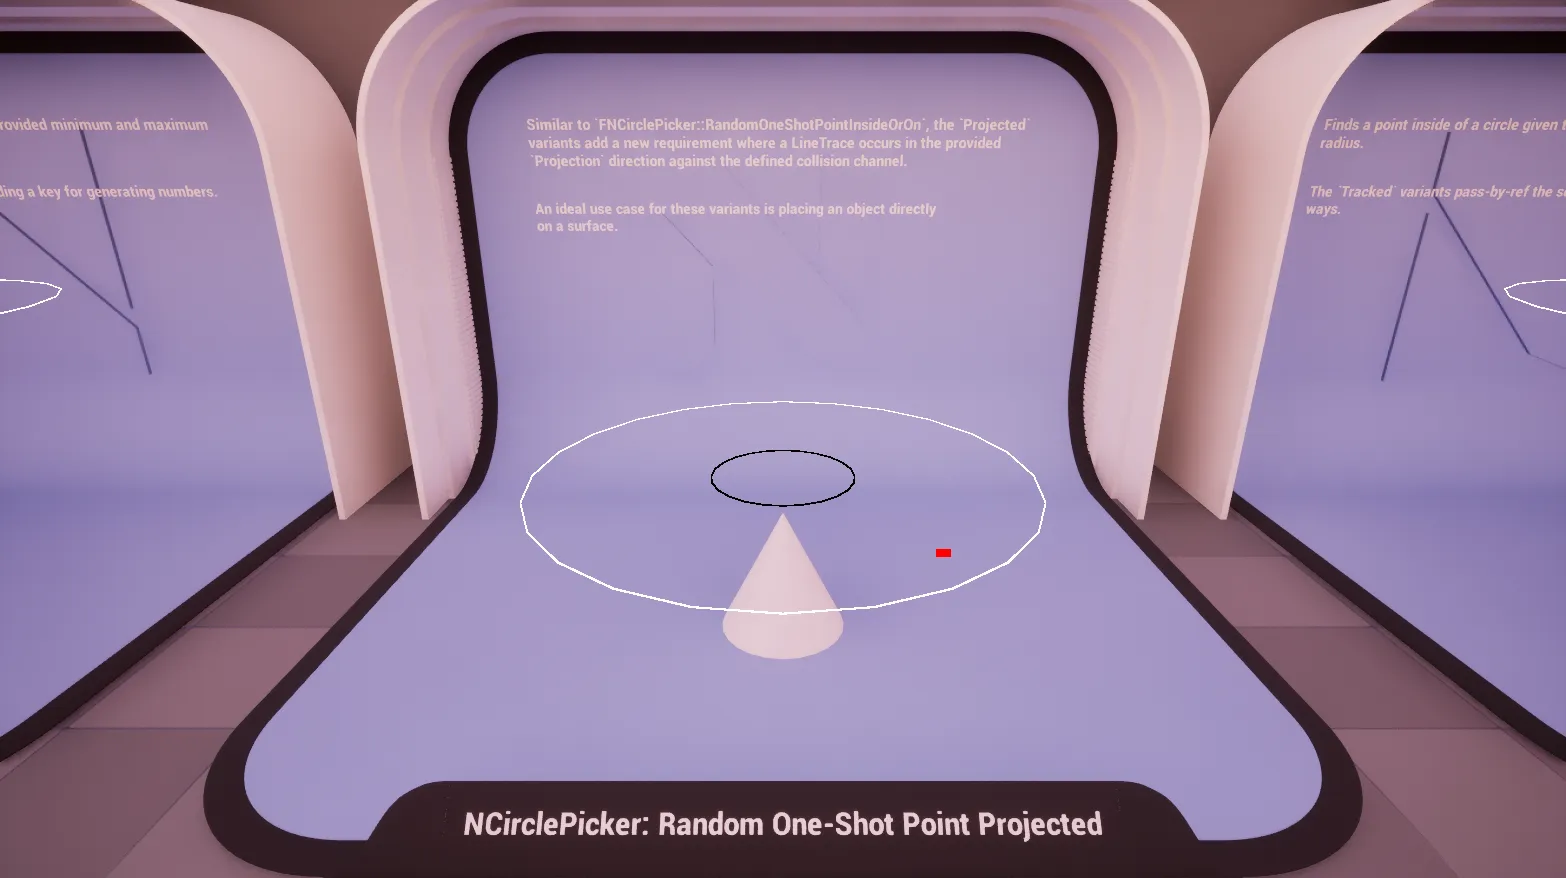 rovided minimum and maximum
ding a key for generating numbers.
Similar to `FNCirclePicker::RandomOneShotPointInsideOrOn`, the `Projected`
variants add a new requirement where a LineTrace occurs in the provided
`Projection` direction against the defined collision channel.
An ideal use case for these variants is placing an object directly
on a surface.
Finds a point inside of a circle given
radius.
The `Tracked` variants pass-by-ref the
ways.
NCirclePicker: Random One-Shot Point Projected